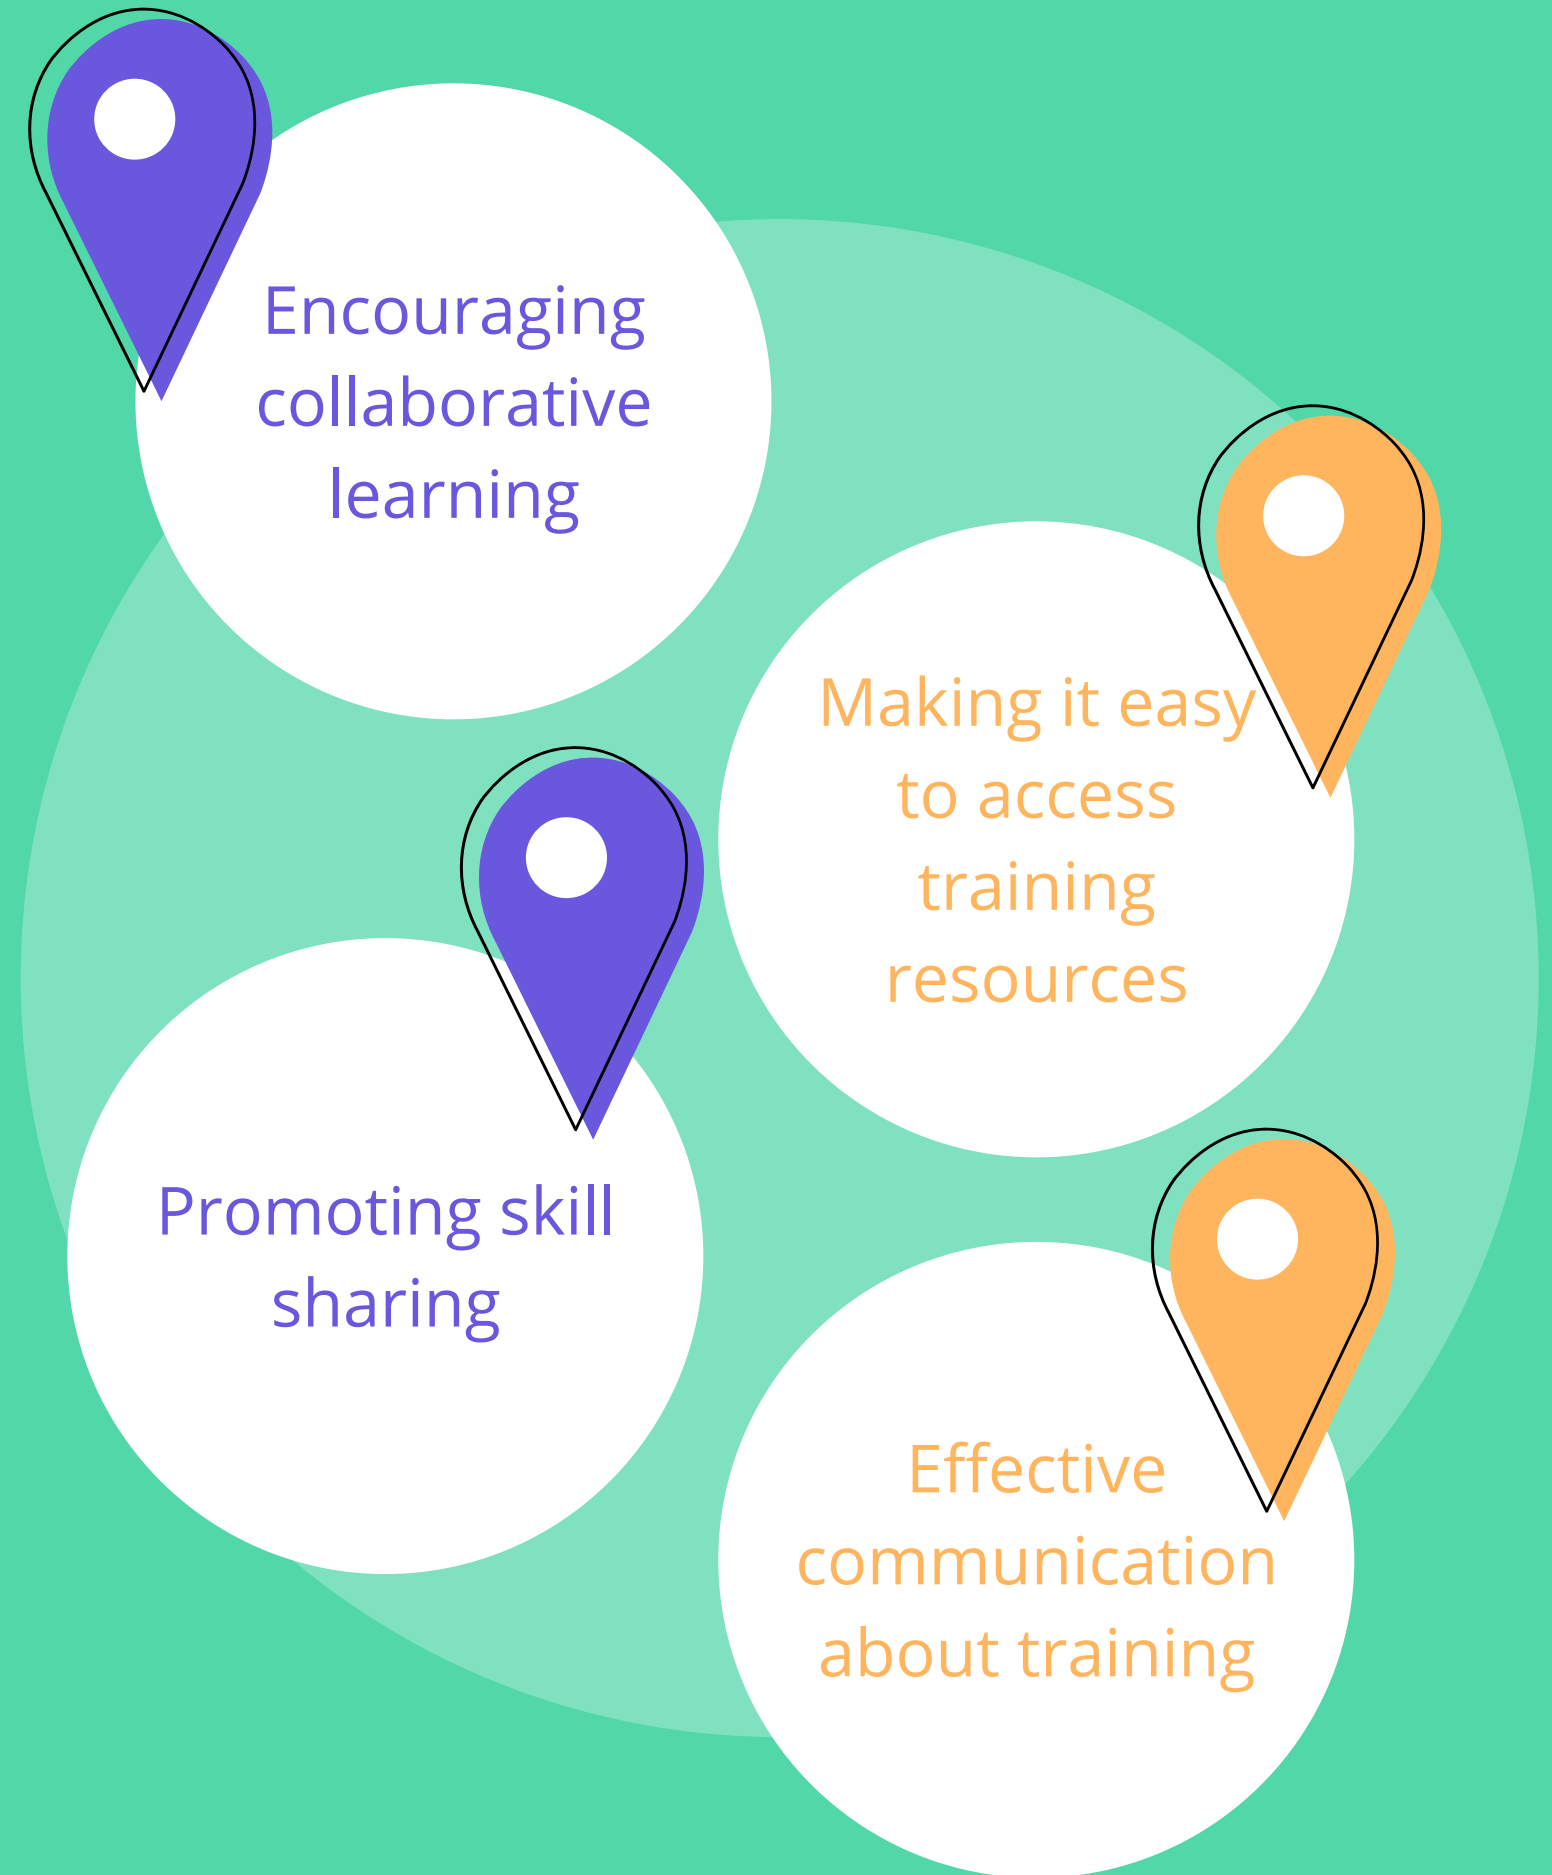 Encouraging
collaborative
learning
Making it easy
to access
training
resources
Promoting skill
sharing
Effective
communication
about training